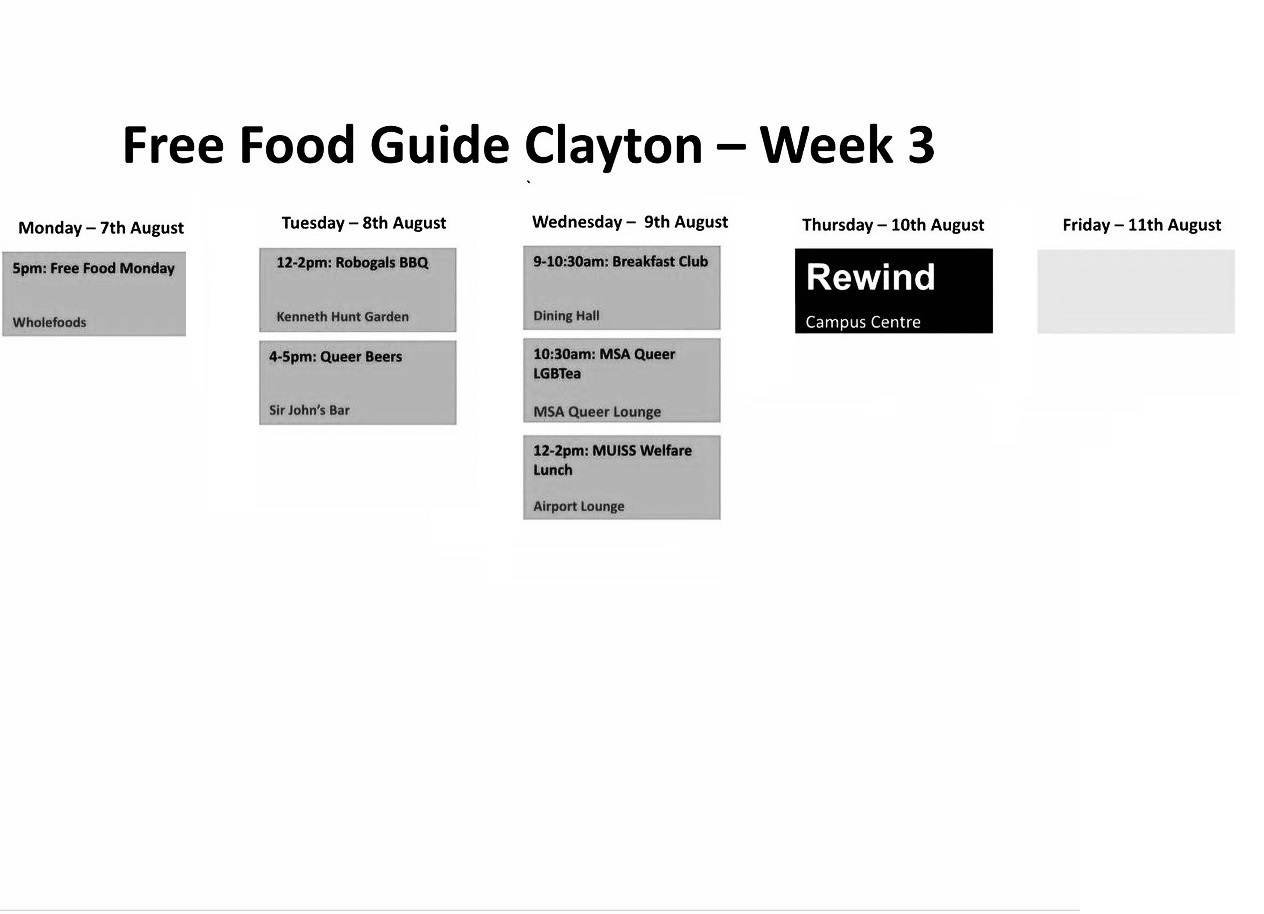 Free Food Guide Clayton – Week 3
Monday – 7th August
5pm: Free Food Monday
Wholefoods
Tuesday – 8th August
12-2pm: Robogals BBQ
Kenneth Hunt Garden
4-5pm: Queer Beers
Sir John's Bar
Wednesday –  9th August
9-10:30am: Breakfast Club
Dining Hall
10:30am: MSA Queer
LGBTea
MSA Queer Lounge
12-2pm: MUISS Welfare
Lunch
Airport Lounge
Thursday – 10th August
Rewind
Campus Centre
Friday – 11th August